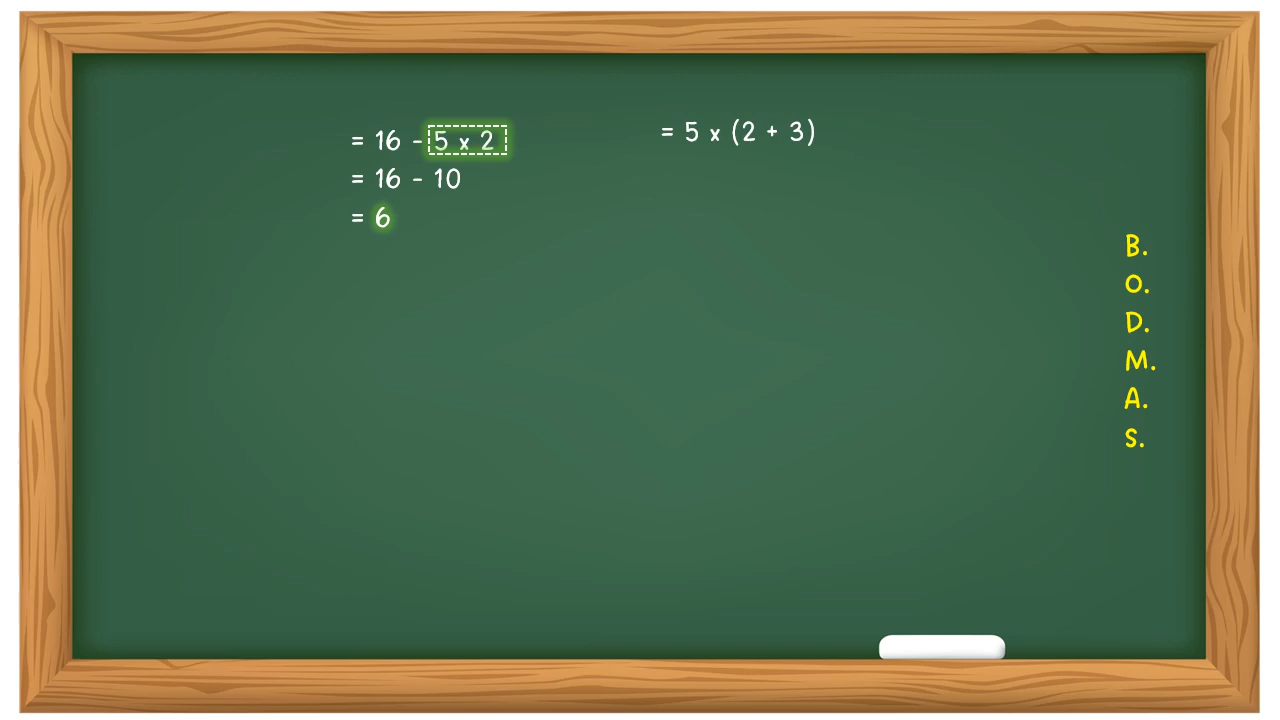 = 16 - 5 x 2
= 16 - 10
= 6
= 5 x (2 + 3)
B.
O.
D.
M.
A.
S.